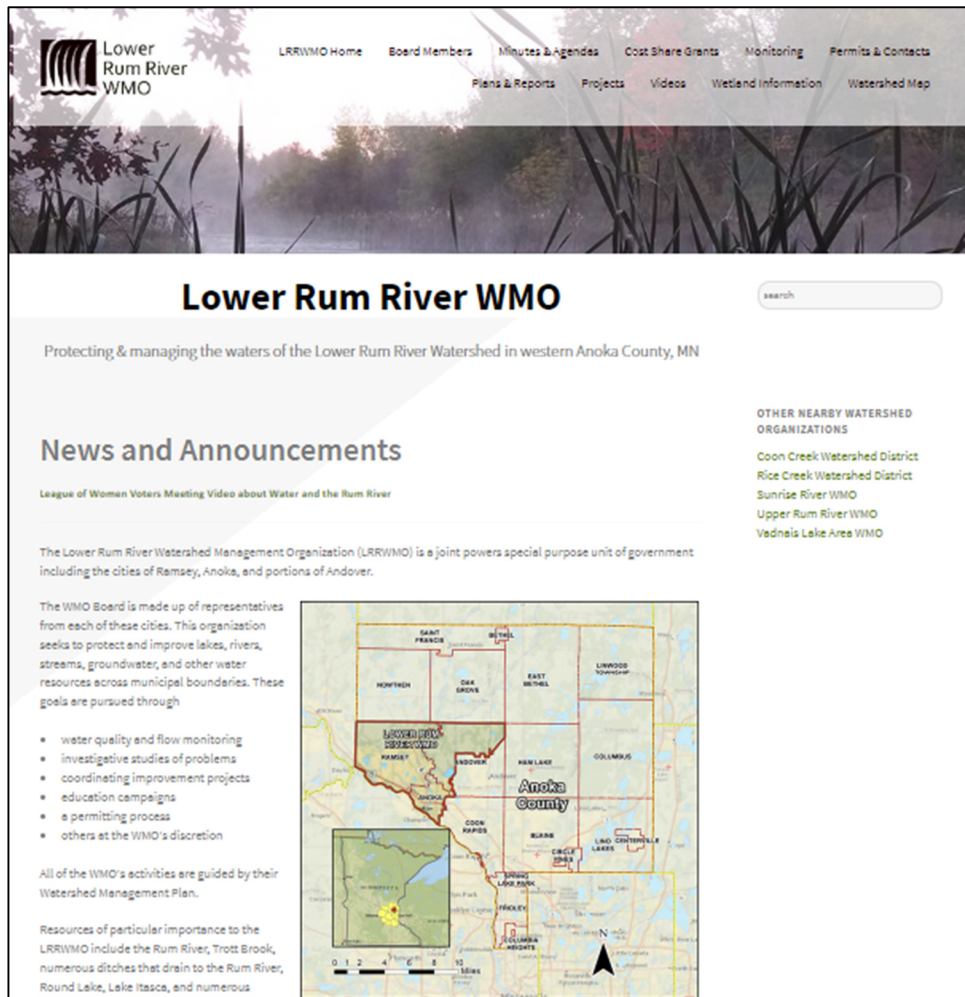 Lower
Rum River
WMO
LRRWMO Home Board Members Minutes & Agendas Cost Share Grants Monitoring Permits & Contacts
Plans & Reports Projects Videos Wetland Information Watershed Map
Lower Rum River WMO
search
Protecting & managing the waters of the Lower Rum River Watershed in western Anoka County, MN
OTHER NEARBY WATERSHED
ORGANIZATIONS
Coon Creek Watershed District
Rice Creek Watershed District
Sunrise River WMO
Upper Rum River WMO
Vadnais Lake Area WMO
News and Announcements
League of Women Voters Meeting Video about Water and the Rum River
The Lower Rum River Watershed Management Organization (LRRWMO) is a joint powers special purpose unit of government
including the cities of Ramsey, Anoka, and portions of Andover.
The WMO Board is made up of representatives
from each of these cities. This organization
seeks to protect and improve lakes, rivers,
streams, groundwater, and other water
resources across municipal boundaries. These
goals are pursued through
• water quality and flow monitoring
• investigative studies of problems
• coordinating improvement projects
• education campaigns
• a permitting process
• others at the WMO's discretion
All of the WMO's activities are guided by their
Watershed Management Plan.
Resources of particular importance to the
LRRWMO include the Rum River, Trott Brook,
numerous ditches that drain to the Rum River,
Round Lake, Lake Itasca, and numerous
SAINT
FRANCIS
BETHEL
LINWOOD
TOWNSHIP
NOWTHEN
OAK
GROVE
EAST
BETHEL
LOWER RUM
RIVER WMO
RAMSEY
ANDOVER
HAM LAKE
COLUMBUS
ANOKA
Anoka
County
COON
RAPIDS
BLAINE
LINO
LAKES
CENTERVILLE
CIRCLE
PINES
SPRING
LAKE PARK
FRIDLEY
COLUMBIA
HEIGHTS
N
0 1 2 4 6 8 10
Miles